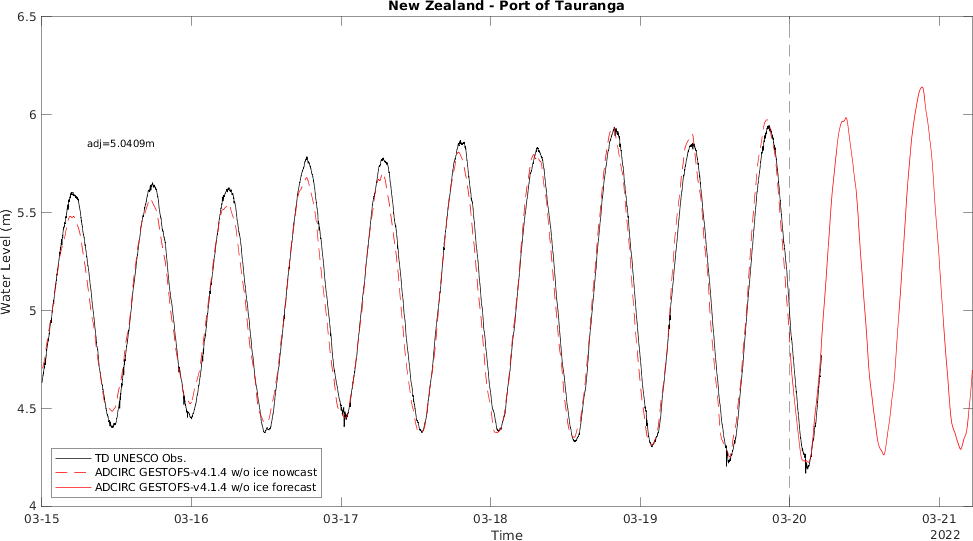 New Zealand - Port of Tauranga
6.5
6
adj=5.0409m
5.5
Water Level (m)
5
4.5
TD UNESCO Obs.
ADCIRC GESTOFS-v4.1.4 w/o ice nowcast
ADCIRC GESTOFS-v4.1.4 w/o ice forecast
4
03-15 03-16 03-17 03-18 03-19 03-20 03-21
Time 2022